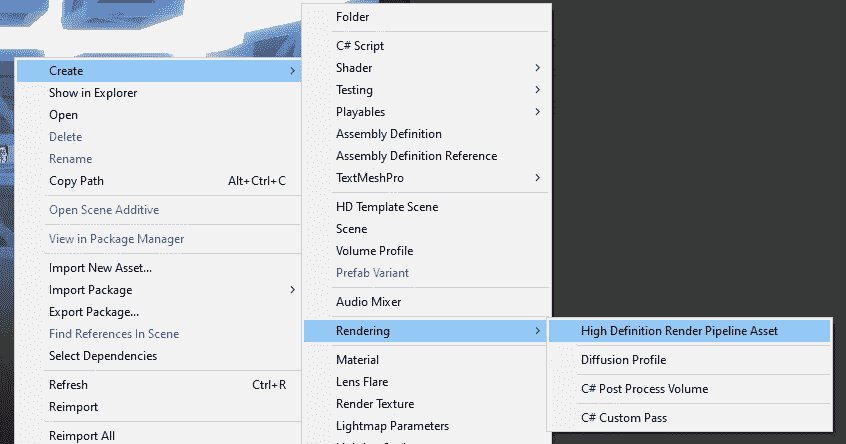 Create
Show in Explorer
Open
Delete
Rename
Copy Path Alt+Ctrl+C
Open Scene Additive
View in Package Manager
Import New Asset...
Import Package
Export Package...
Find References In Scene
Select Dependencies
Refresh Ctrl+R
Reimport
Reimport All
Folder
C# Script
Shader
Testing
Playables
Assembly Definition
Assembly Definition Reference
TextMeshPro
HD Template Scene
Scene
Volume Profile
Prefab Variant
Audio Mixer
Rendering
Material
Lens Flare
Render Texture
Lightmap Parameters
High Definition Render Pipeline Asset
Diffusion Profile
C# Post Process Volume
C# Custom Pass